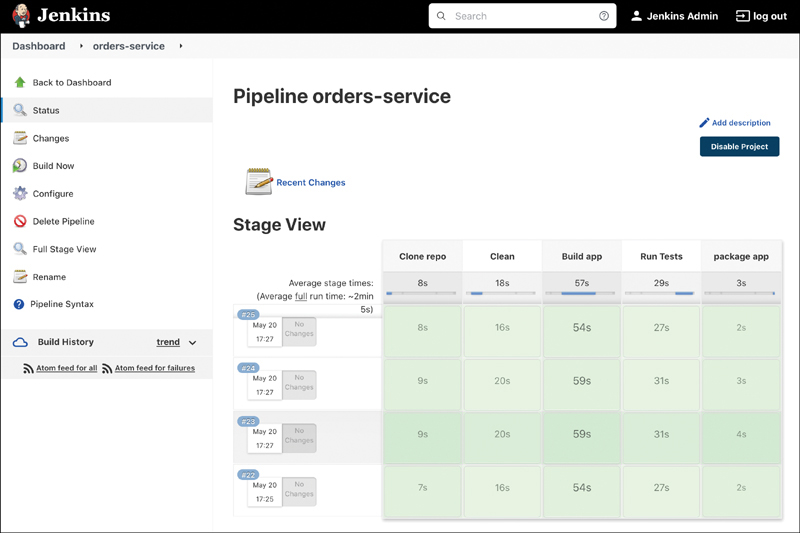 Jenkins
Search
Jenkins Admin
log out
Dashboard
orders-service
Back to Dashboard
Status
Changes
Build Now
Configure
Delete Pipeline
Full Stage View
Rename
Pipeline Syntax
Build History trend
Atom feed for all Atom feed for failures
Pipeline orders-service
Add description
Disable Project
Recent Changes
Stage View
Clone repo Clean Build app Run Tests package app
Average stage times: 8s 18s 57s 29s 3s
(Average full run time: ~2min
5s)
#25
May 20
17:27
No
Changes
8s 16s 54s 27s 2s
#24
May 20
17:27
No
Changes
9s 20s 59s 31s 3s
#23
May 20
17:27
No
Changes
9s 20s 59s 31s 4s
#22
May 20
17:25
No
Changes
7s 16s 54s 27s 2s